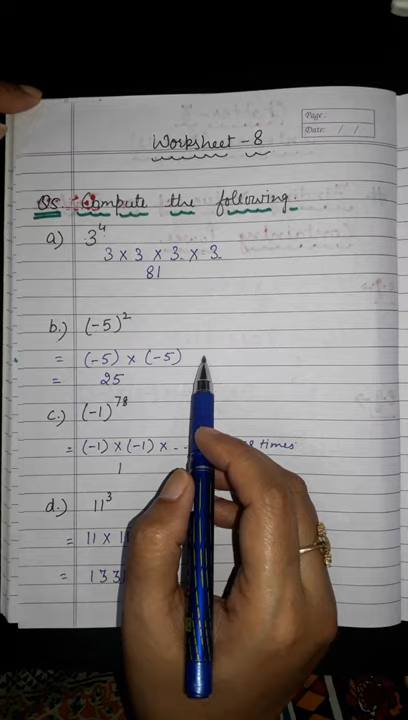 Page:
Date: / /
Worksheet - 8
Q5. Compute the following.
a) 3⁴
3 × 3 × 3 × 3
81
b.) (-5)²
= (-5) × (-5)
= 25
c.) (-1)⁷⁸
= (-1) × (-1) × .. times
1
d.) 11³
= 11 × 11
= 1331